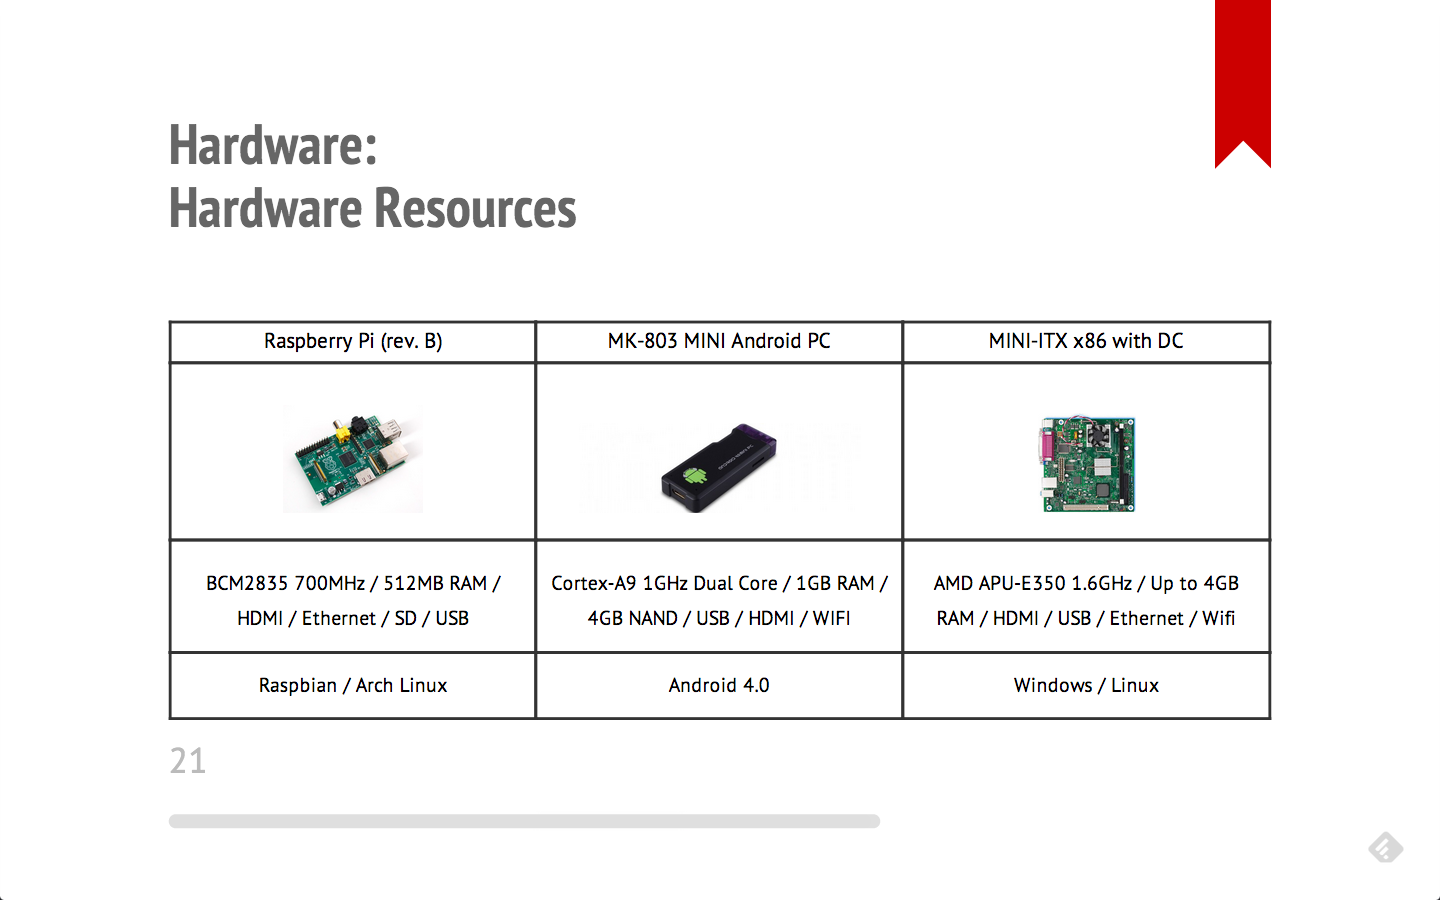 Hardware:
Hardware Resources
Raspberry Pi (rev. B)
MK-803 MINI Android PC
MINI-ITX x86 with DC
BCM2835 700MHz / 512MB RAM /
HDMI / Ethernet / SD / USB
Cortex-A9 1GHz Dual Core / 1GB RAM /
4GB NAND / USB / HDMI / WIFI
AMD APU-E350 1.6GHz / Up to 4GB
RAM / HDMI / USB / Ethernet / Wifi
Raspbian / Arch Linux
Android 4.0
Windows / Linux
21